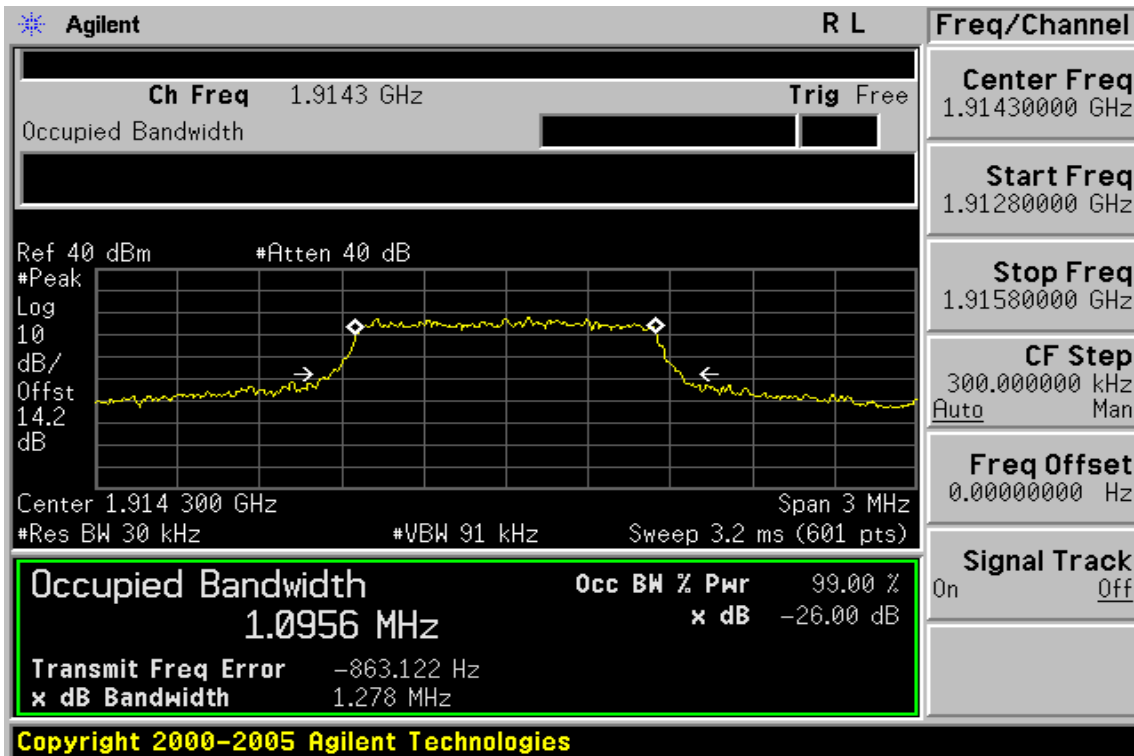 Agilent
R L
Ch Freq 1.9143 GHz
Trig Free
Occupied Bandwidth
Ref 40 dBm
#Atten 40 dB
#Peak
Log
10
dB/
Offst
14.2
dB
Center 1.914 300 GHz
Span 3 MHz
#Res BW 30 kHz
#VBW 91 kHz
Sweep 3.2 ms (601 pts)
Occupied Bandwidth
1.0956 MHz
Occ BW % Pwr 99.00 %
x dB -26.00 dB
Transmit Freq Error -863.122 Hz
x dB Bandwidth 1.278 MHz
Copyright 2000-2005 Agilent Technologies
Freq/Channel
Center Freq
1.91430000 GHz
Start Freq
1.91280000 GHz
Stop Freq
1.91580000 GHz
CF Step
300.000000 kHz
Auto Man
Freq Offset
0.00000000 Hz
Signal Track
On Off